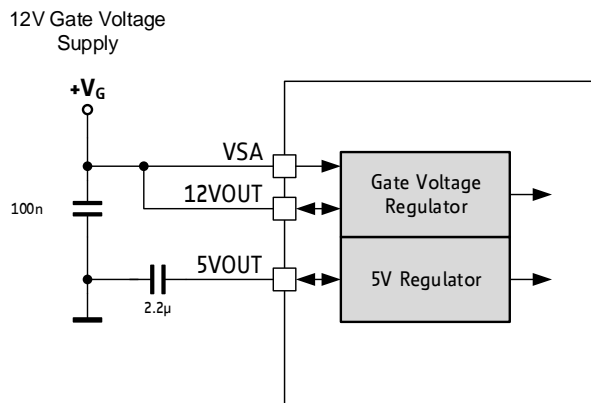 12V Gate Voltage
Supply
+VG
VSA
12VOUT
100n
5VOUT
2.2µ
Gate Voltage
Regulator
5V Regulator